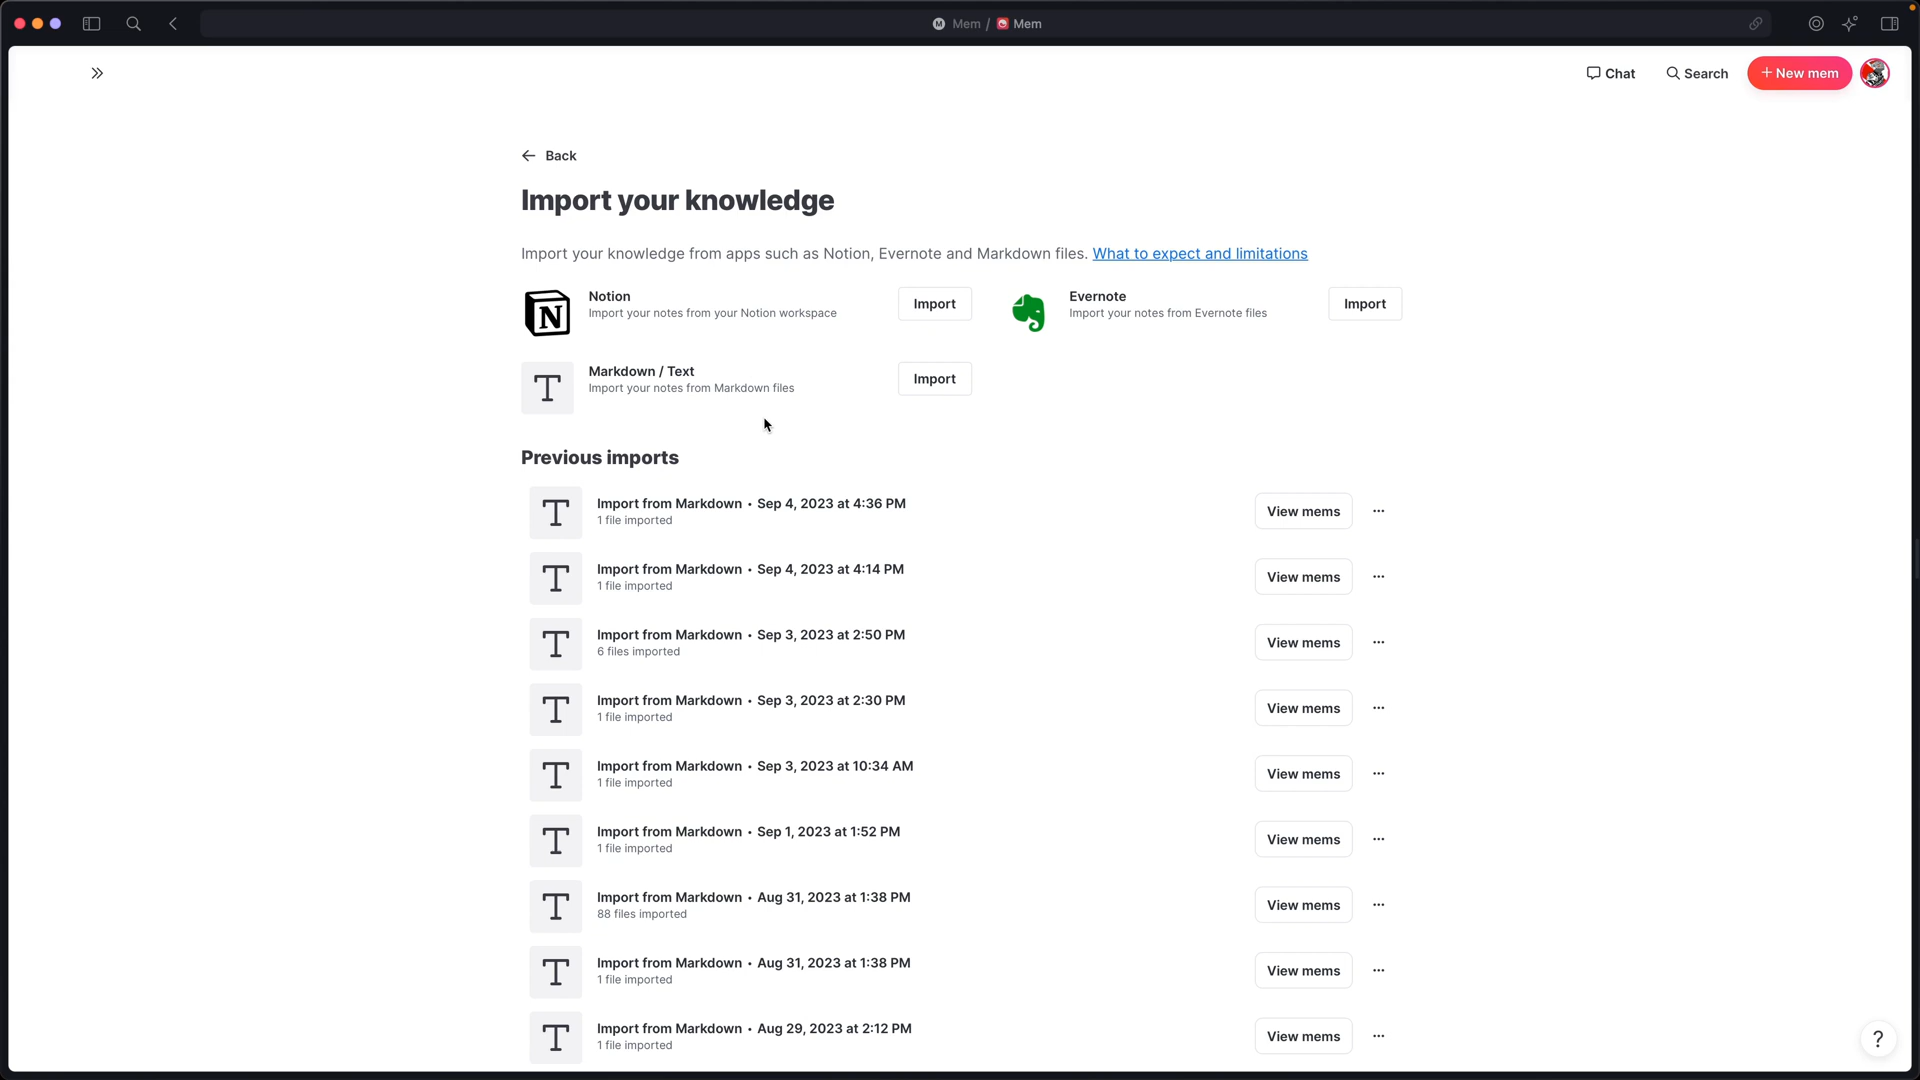 M Mem / Mem
Chat
Search
+ New mem
Back
Import your knowledge
Import your knowledge from apps such as Notion, Evernote and Markdown files. What to expect and limitations
N
Notion
Import your notes from your Notion workspace
Import
Evernote
Import your notes from Evernote files
Import
T
Markdown / Text
Import your notes from Markdown files
Import
Previous imports
T
Import from Markdown • Sep 4, 2023 at 4:36 PM
1 file imported
View mems
T
Import from Markdown • Sep 4, 2023 at 4:14 PM
1 file imported
View mems
T
Import from Markdown • Sep 3, 2023 at 2:50 PM
6 files imported
View mems
T
Import from Markdown • Sep 3, 2023 at 2:30 PM
1 file imported
View mems
T
Import from Markdown • Sep 3, 2023 at 10:34 AM
1 file imported
View mems
T
Import from Markdown • Sep 1, 2023 at 1:52 PM
1 file imported
View mems
T
Import from Markdown • Aug 31, 2023 at 1:38 PM
88 files imported
View mems
T
Import from Markdown • Aug 31, 2023 at 1:38 PM
1 file imported
View mems
T
Import from Markdown • Aug 29, 2023 at 2:12 PM
1 file imported
View mems
?